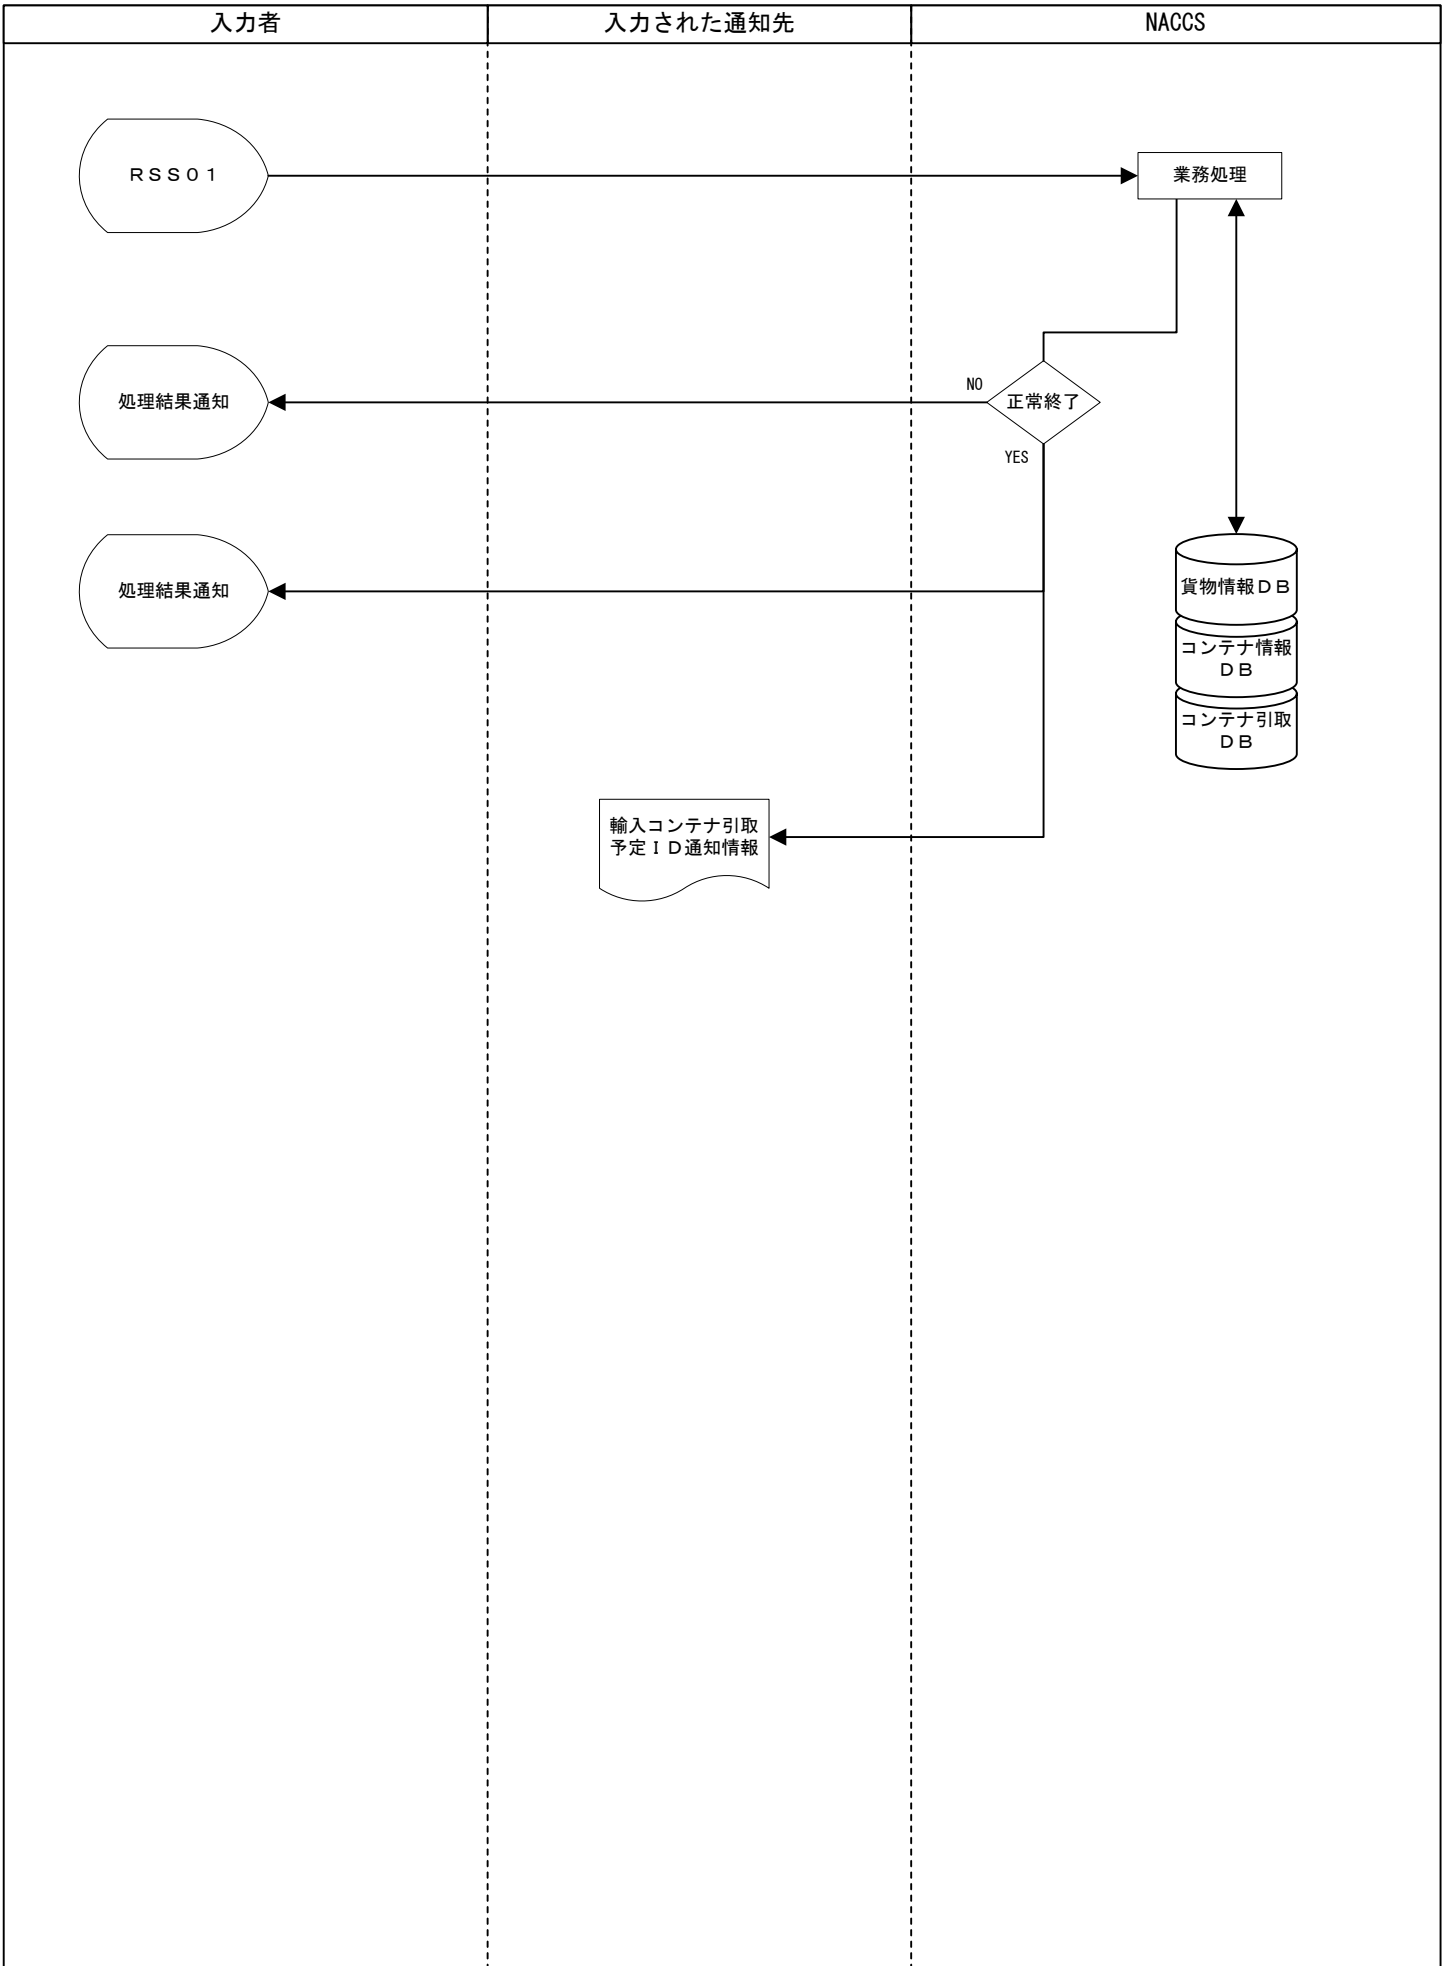 入力者
入力された通知先
NACCS
ＲＳＳ０１
業務処理
処理結果通知
NO
正常終了
YES
処理結果通知
貨物情報ＤＢ
コンテナ情報
ＤＢ
コンテナ引取
ＤＢ
輸入コンテナ引取
予定ＩＤ通知情報